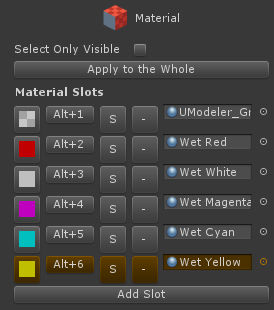 Material
Select Only Visible
Apply to the Whole
Material Slots
Alt+1 S - UModeler_Gr
Alt+2 S - Wet Red
Alt+3 S - Wet White
Alt+4 S - Wet Magenta
Alt+5 S - Wet Cyan
Alt+6 S - Wet Yellow
Add Slot